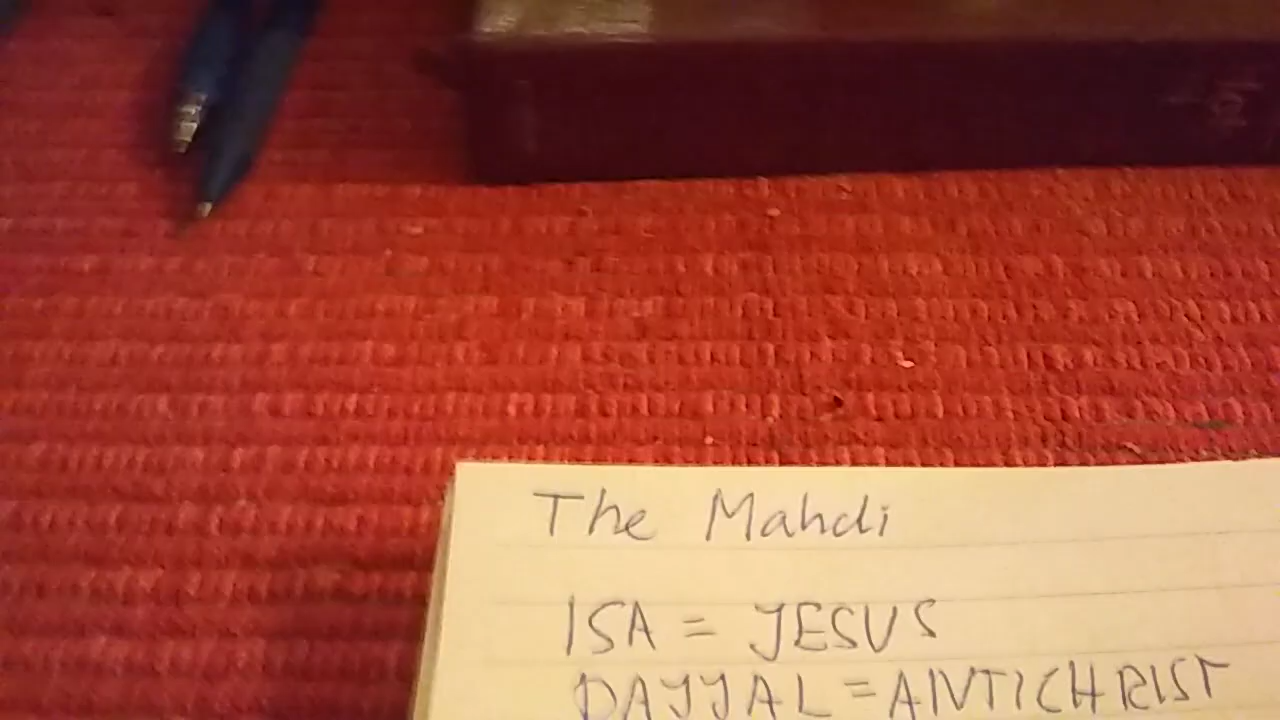 The Mahdi
ISA = JESUS
DAJJAL = ANTICHRIST